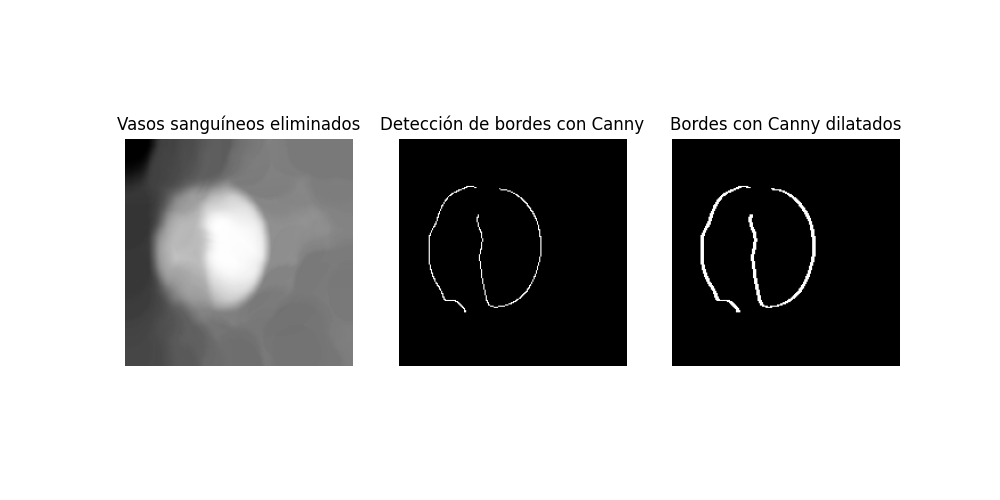 Vasos sanguíneos eliminados
Detección de bordes con Canny
Bordes con Canny dilatados